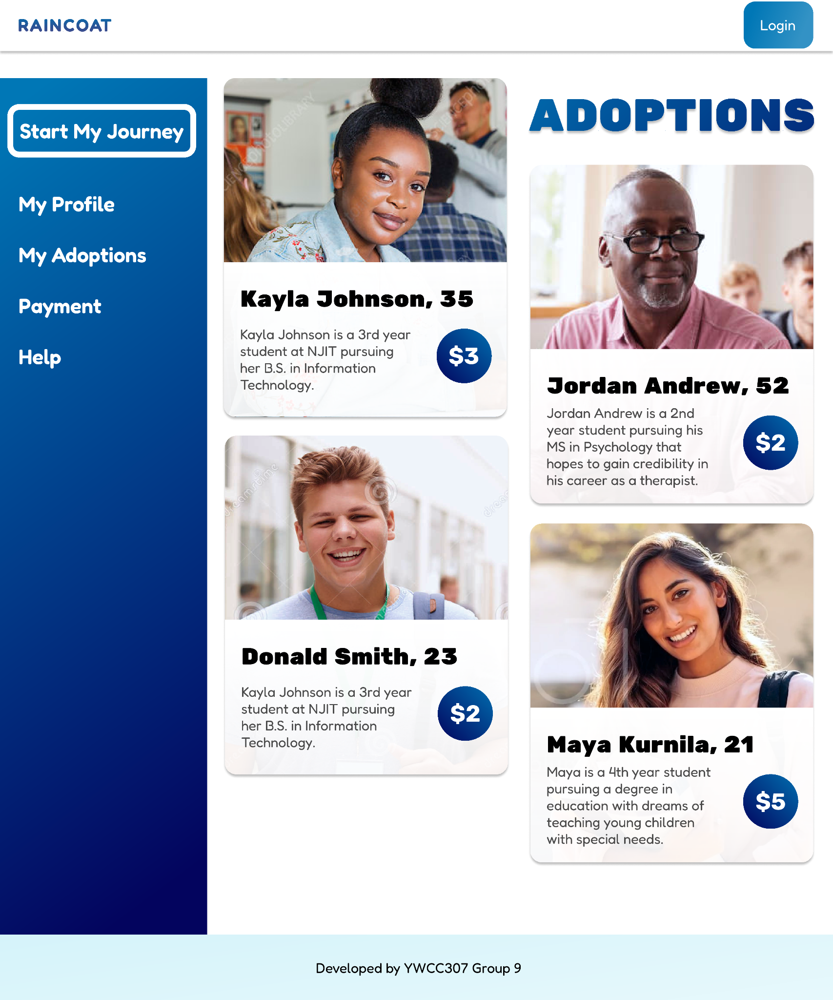 RAINCOAT
Login
Start My Journey
My Profile
My Adoptions
Payment
Help
ADOPTIONS
Kayla Johnson, 35
Kayla Johnson is a 3rd year
student at NJIT pursuing
her B.S. in Information
Technology.
$3
Jordan Andrew, 52
Jordan Andrew is a 2nd
year student pursuing his
MS in Psychology that
hopes to gain credibility in
his career as a therapist.
$2
Donald Smith, 23
Kayla Johnson is a 3rd year
student at NJIT pursuing
her B.S. in Information
Technology.
$2
Maya Kurnila, 21
Maya is a 4th year student
pursuing a degree in
education with dreams of
teaching young children
with special needs.
$5
dreamstime
Developed by YWCC307 Group 9